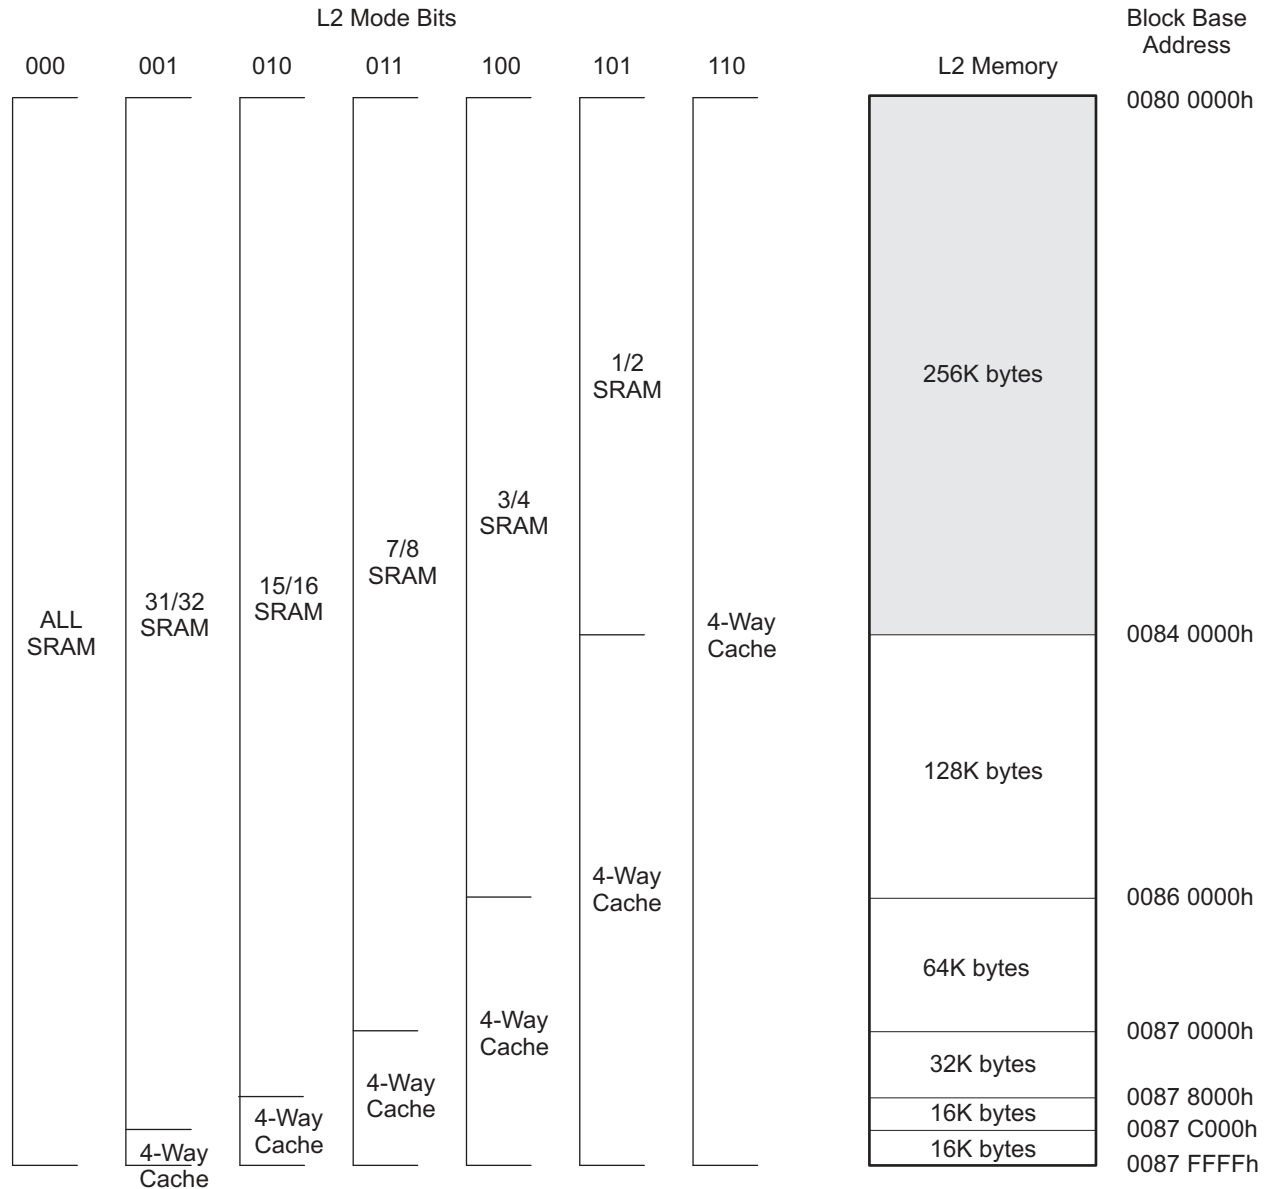 L2 Mode Bits
Block Base
Address
000 001 010 011 100 101 110
L2 Memory
0080 0000h
1/2
SRAM
256K bytes
3/4
SRAM
7/8
SRAM
15/16
SRAM
31/32
SRAM
ALL
SRAM
4-Way
Cache
0084 0000h
128K bytes
4-Way
Cache
0086 0000h
64K bytes
4-Way
Cache
0087 0000h
32K bytes
4-Way
Cache
0087 8000h
4-Way
Cache
16K bytes
0087 C000h
4-Way
Cache
16K bytes
0087 FFFFh